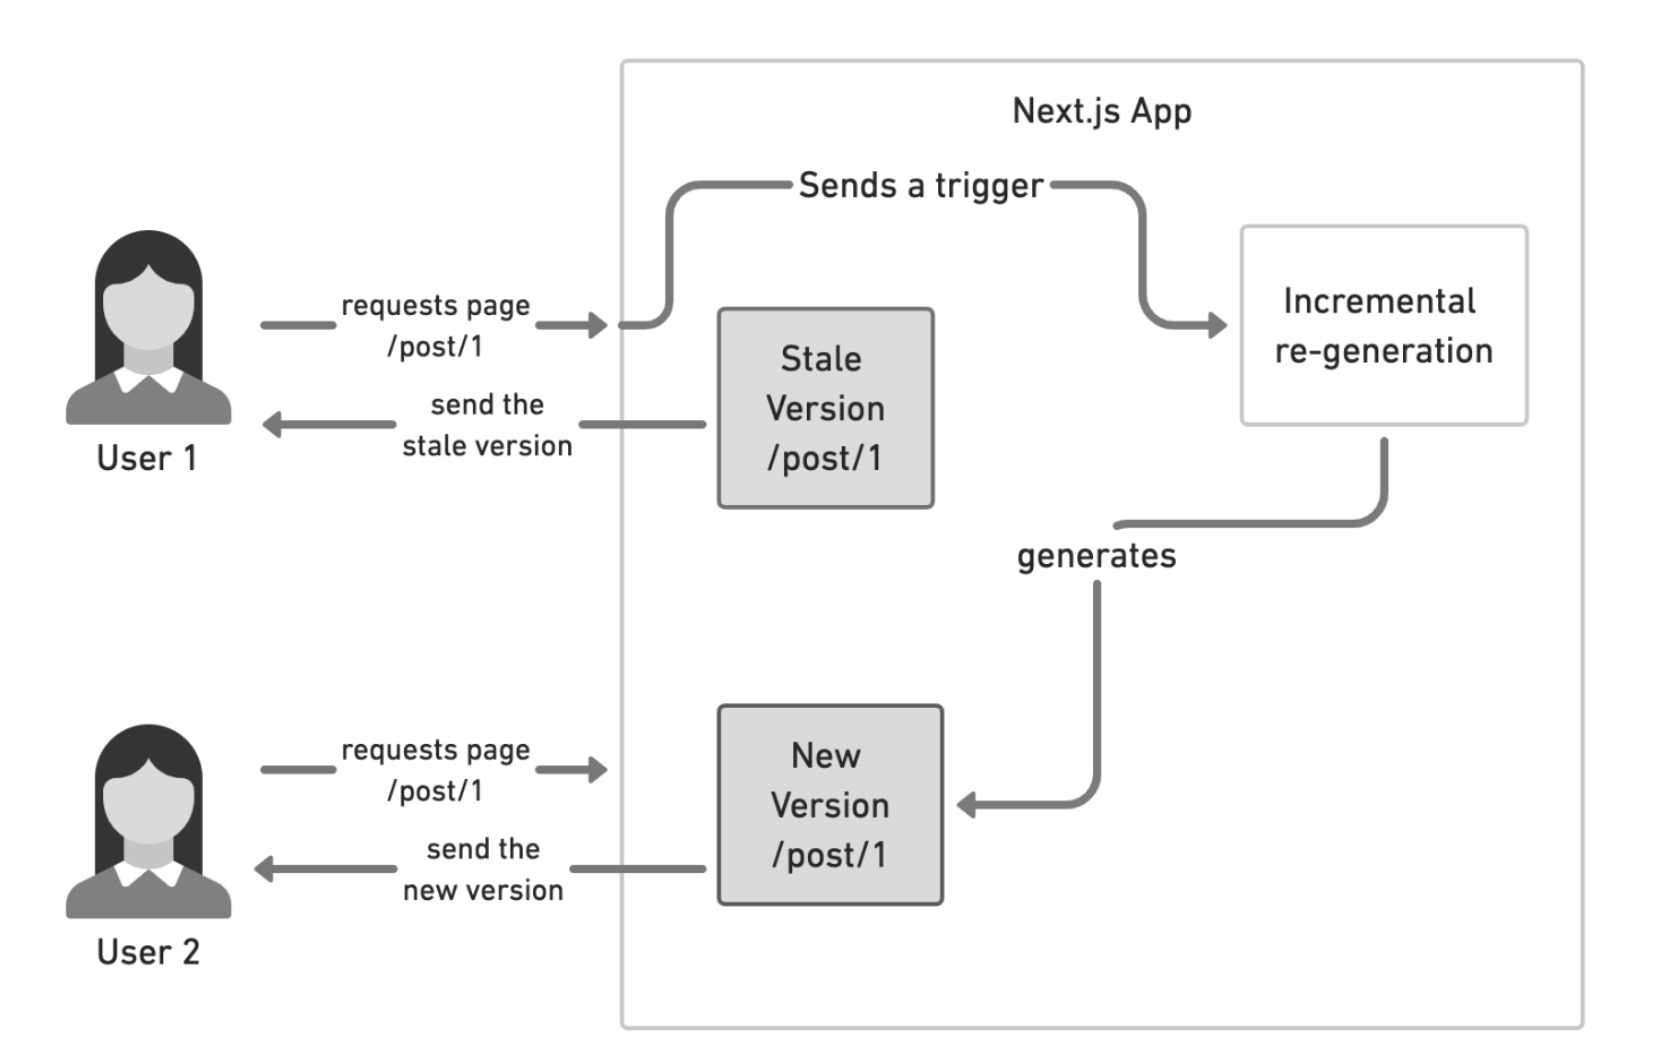 Next.js App
Sends a trigger
requests page
/post/1
send the
stale version
User 1
Stale
Version
/post/1
Incremental
re-generation
generates
requests page
/post/1
send the
new version
User 2
New
Version
/post/1